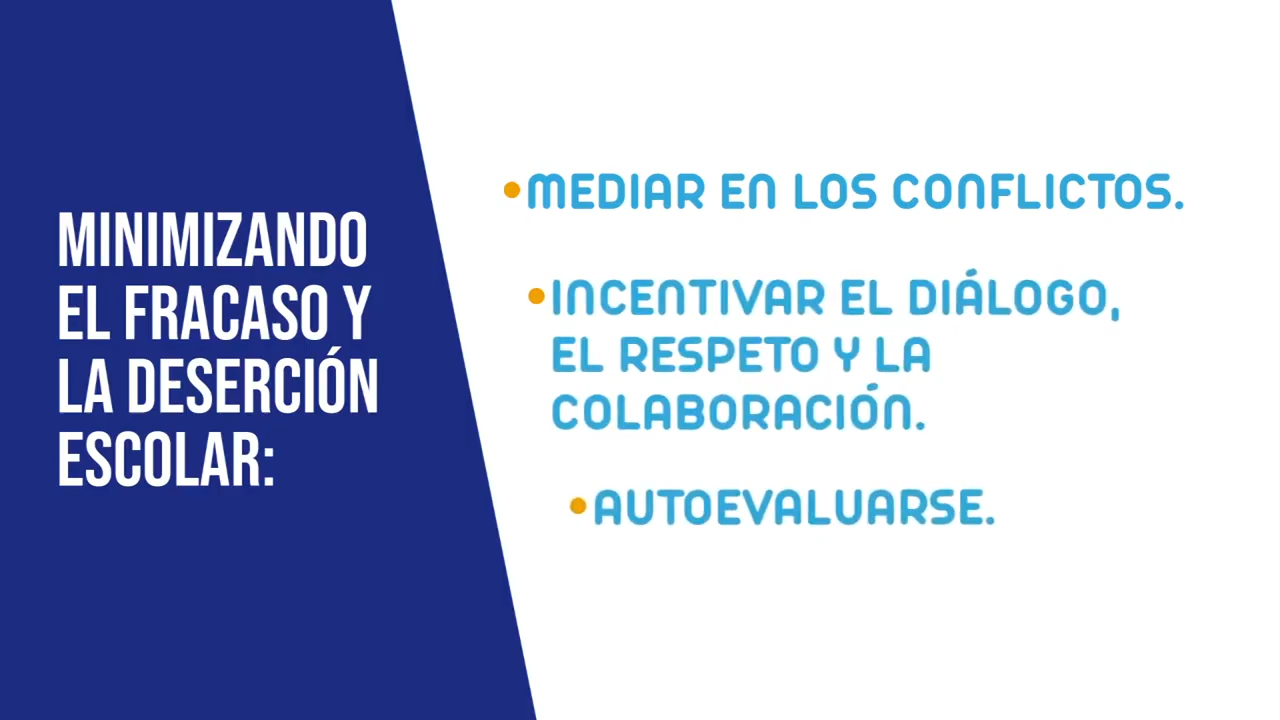 MINIMIZANDO
EL FRACASO Y
LA DESERCIÓN
ESCOLAR:
•MEDIAR EN LOS CONFLICTOS.
•INCENTIVAR EL DIÁLOGO,
EL RESPETO Y LA
COLABORACIÓN.
•AUTOEVALUARSE.